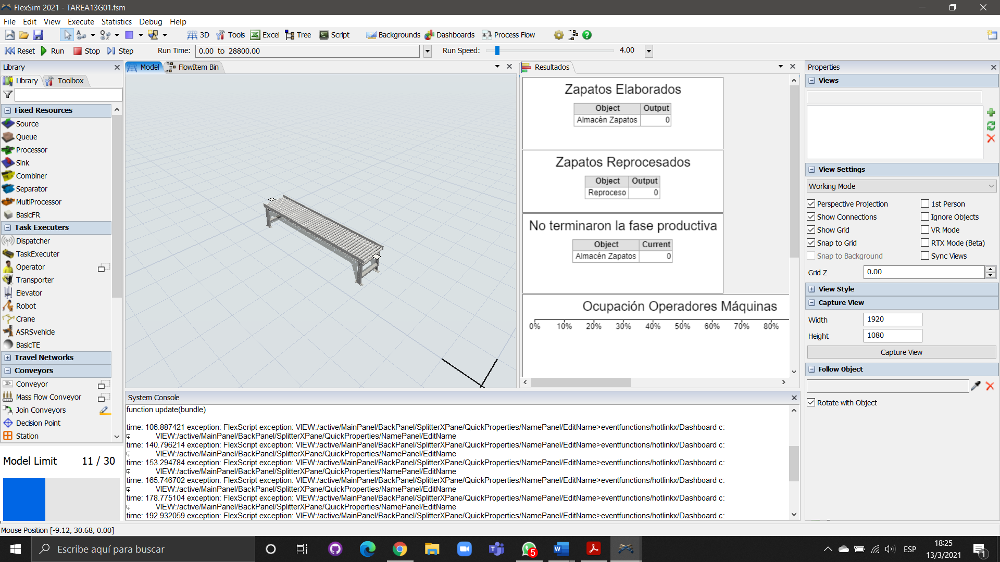 FlexSim 2021 - TAREA13G01.fsm
File Edit View Execute Statistics Debug Help
3D Tools Excel Tree Script Backgrounds Dashboards Process Flow
Reset Run Stop Step Run Time: 0.00 to 28800.00 Run Speed: 4.00
Library
Library Toolbox
Fixed Resources
Source
Queue
Processor
Sink
Combiner
Separator
MultiProcessor
BasicFR
Task Executers
Dispatcher
TaskExecuter
Operator
Transporter
Elevator
Robot
Crane
ASRSvehicle
BasicTE
Travel Networks
Conveyors
Conveyor
Mass Flow Conveyor
Join Conveyors
Decision Point
Station
Model Limit 11 / 30
Mouse Position [-9.12, 30.68, 0.00]
Model FlowItem Bin
Resultados
Zapatos Elaborados
Object Output
Almacén Zapatos 0
Zapatos Reprocesados
Object Output
Reproceso 0
No terminaron la fase productiva
Object Current
Almacén Zapatos 0
Ocupación Operadores Máquinas
0% 10% 20% 30% 40% 50% 60% 70% 80%
System Console
function update(bundle)
time: 106.887421 exception: FlexScript exception: VIEW:/active/MainPanel/BackPanel/SplitterXPane/QuickProperties/NamePanel/EditName>eventfunctions/hotlinkx/Dashboard c:
VIEW:/active/MainPanel/BackPanel/SplitterXPane/QuickProperties/NamePanel/EditName
time: 140.796214 exception: FlexScript exception: VIEW:/active/MainPanel/BackPanel/SplitterXPane/QuickProperties/NamePanel/EditName>eventfunctions/hotlinkx/Dashboard c:
VIEW:/active/MainPanel/BackPanel/SplitterXPane/QuickProperties/NamePanel/EditName
time: 153.294784 exception: FlexScript exception: VIEW:/active/MainPanel/BackPanel/SplitterXPane/QuickProperties/NamePanel/EditName>eventfunctions/hotlinkx/Dashboard c:
VIEW:/active/MainPanel/BackPanel/SplitterXPane/QuickProperties/NamePanel/EditName
time: 165.746702 exception: FlexScript exception: VIEW:/active/MainPanel/BackPanel/SplitterXPane/QuickProperties/NamePanel/EditName>eventfunctions/hotlinkx/Dashboard c:
VIEW:/active/MainPanel/BackPanel/SplitterXPane/QuickProperties/NamePanel/EditName
time: 178.775104 exception: FlexScript exception: VIEW:/active/MainPanel/BackPanel/SplitterXPane/QuickProperties/NamePanel/EditName>eventfunctions/hotlinkx/Dashboard c:
VIEW:/active/MainPanel/BackPanel/SplitterXPane/QuickProperties/NamePanel/EditName
time: 192.932059 exception: FlexScript exception: VIEW:/active/MainPanel/BackPanel/SplitterXPane/QuickProperties/NamePanel/EditName>eventfunctions/hotlinkx/Dashboard c:
Properties
Views
View Settings
Working Mode
Perspective Projection 1st Person
Show Connections Ignore Objects
Show Grid VR Mode
Snap to Grid RTX Mode (Beta)
Snap to Background Sync Views
Grid Z 0.00
View Style
Capture View
Width 1920
Height 1080
Capture View
Follow Object
Rotate with Object
Escribe aquí para buscar
5
ESP
18:25
13/3/2021
1